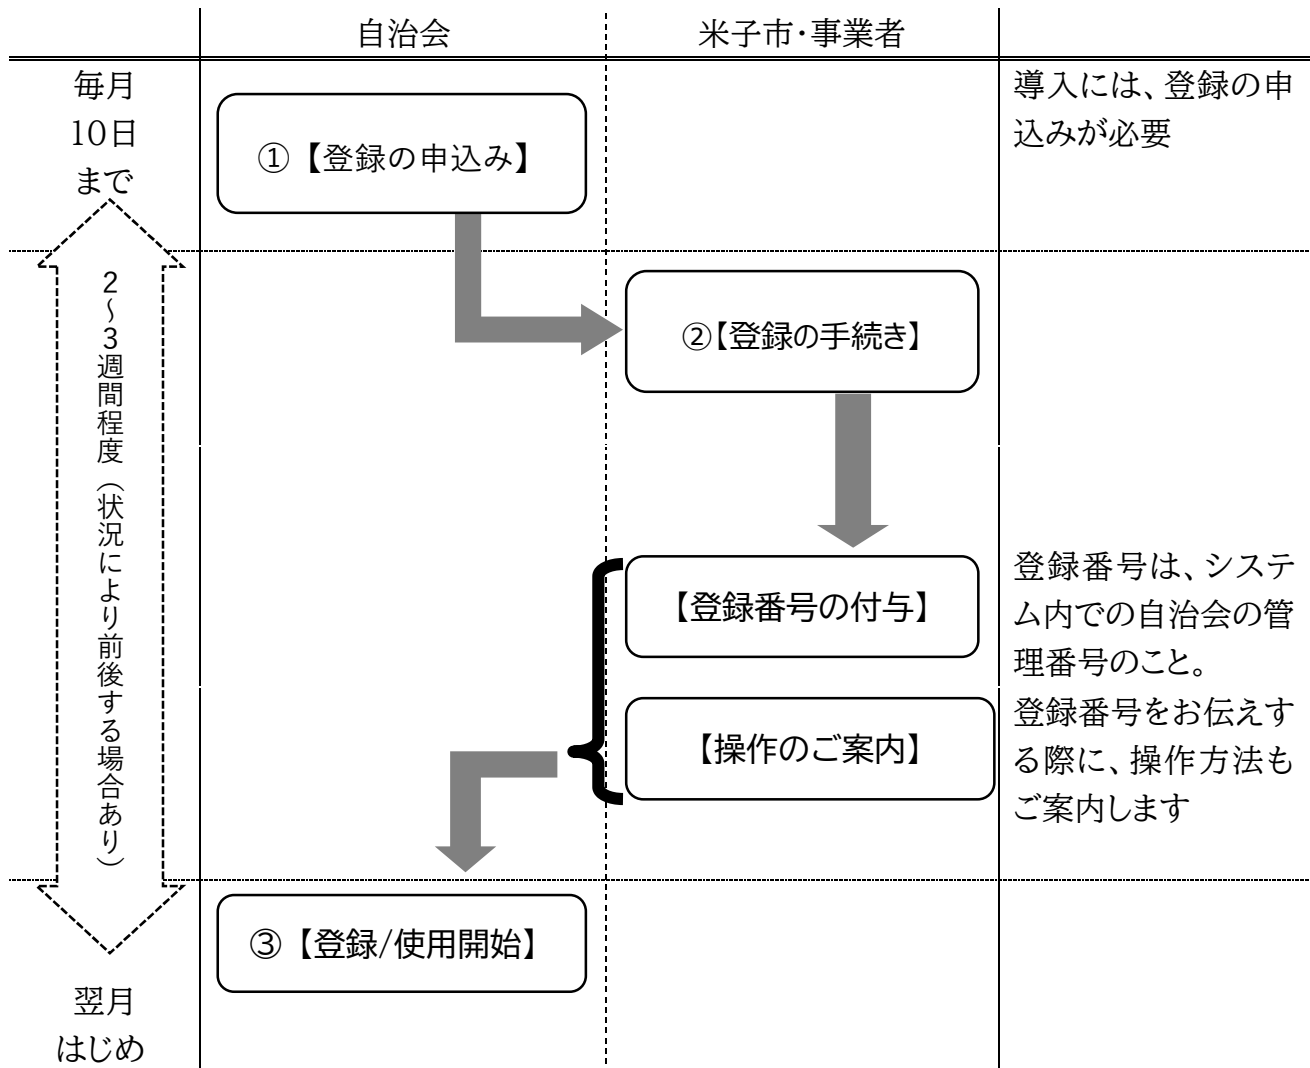 自治会
米子市・事業者
毎月
10日
まで
導入には、登録の申
込みが必要
①【登録の申込み】
2～3週間程度（状況により前後する場合あり）
②【登録の手続き】
【登録番号の付与】
登録番号は、システ
ム内での自治会の管
理番号のこと。
【操作のご案内】
登録番号をお伝えす
る際に、操作方法も
ご案内します
③【登録/使用開始】
翌月
はじめ